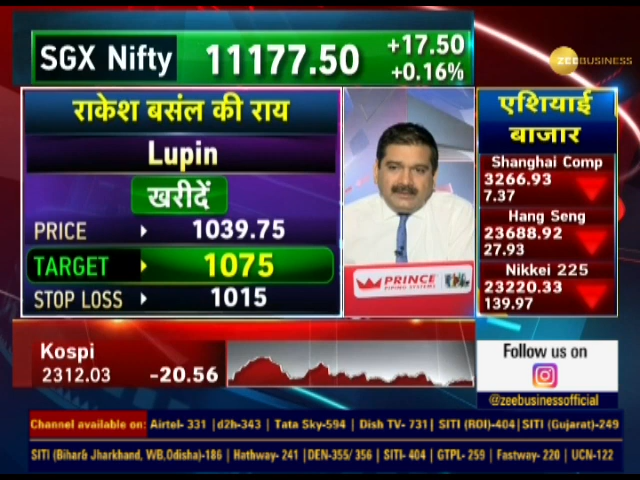 SGX Nifty 11177.50 +17.50
+0.16%
ZEEBUSINESS
राकेश बसंल की राय
Lupin
खरीदें
PRICE 1039.75
TARGET 1075
STOP LOSS 1015
PRINCE
PIPING SYSTEMS
एशियाई
बाजार
Shanghai Comp
3266.93
7.37
Hang Seng
23688.92
27.93
Nikkei 225
23220.33
139.97
Kospi
2312.03 -20.56
Follow us on
@zeebusinessofficial
Channel available on: Airtel- 331 | d2h-343 | Tata Sky-594 | Dish TV- 731| SITI (ROI)-404| SITI (Gujarat)-249
SITI (Bihar& Jharkhand, WB,Odisha)-186 | Hathway- 241 |DEN-355/ 356 | SITI- 404 | GTPL- 259 | Fastway- 220 | UCN-122